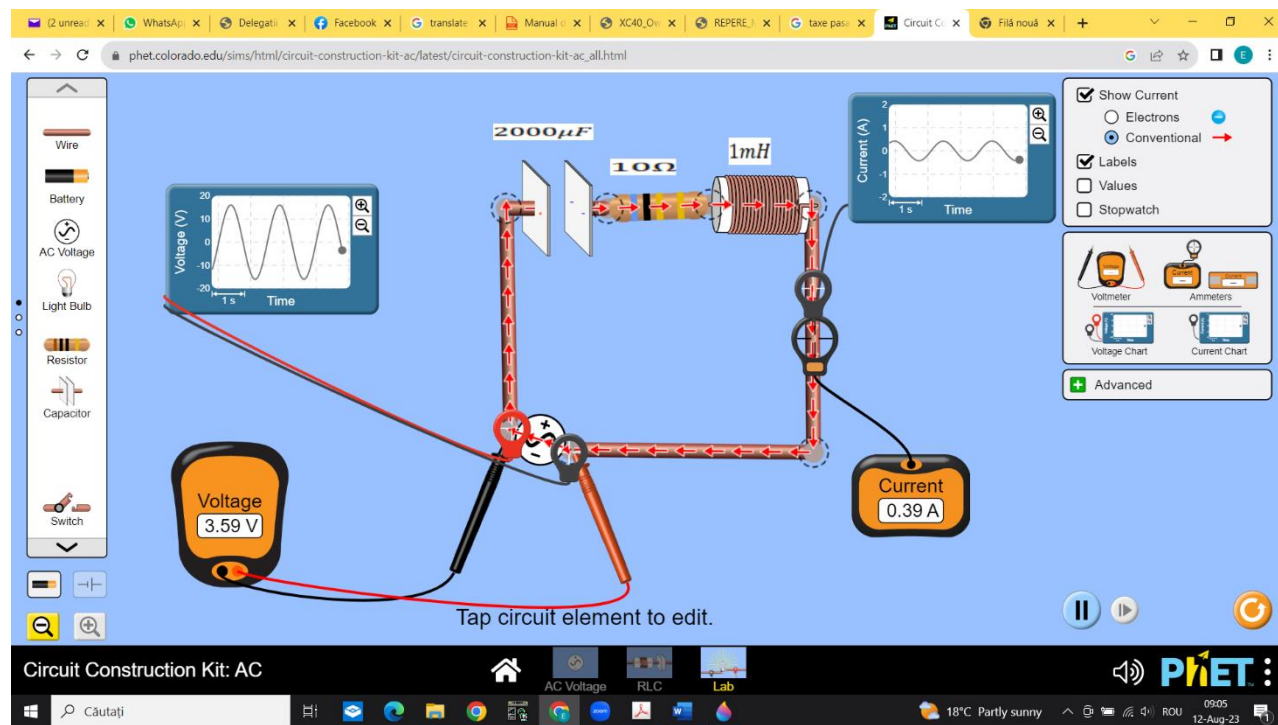 (2 unread
WhatsAp
Delegatii
Facebook
G translate
Manual
XC40_Ow
REPERE_
taxe pasa
Circuit Co
Filă nouă
phet.colorado.edu/sims/html/circuit-construction-kit-ac/latest/circuit-construction-kit-ac_all.html
E
Wire
Battery
AC Voltage
Light Bulb
Resistor
Capacitor
Switch
Voltage (V)
20
10
0
-10
-20
1 s
Time
2000μF
10Ω
1mH
Current (A)
2
1
0
-1
-2
1 s
Time
Show Current
Electrons
Conventional
Labels
Values
Stopwatch
Voltmeter
Ammeters
Voltage Chart
Current Chart
Advanced
Voltage
3.59 V
Current
0.39 A
Tap circuit element to edit.
Circuit Construction Kit: AC
AC Voltage
RLC
Lab
PhET
Căutați
18°C Partly sunny
ROU
09:05
12-Aug-23